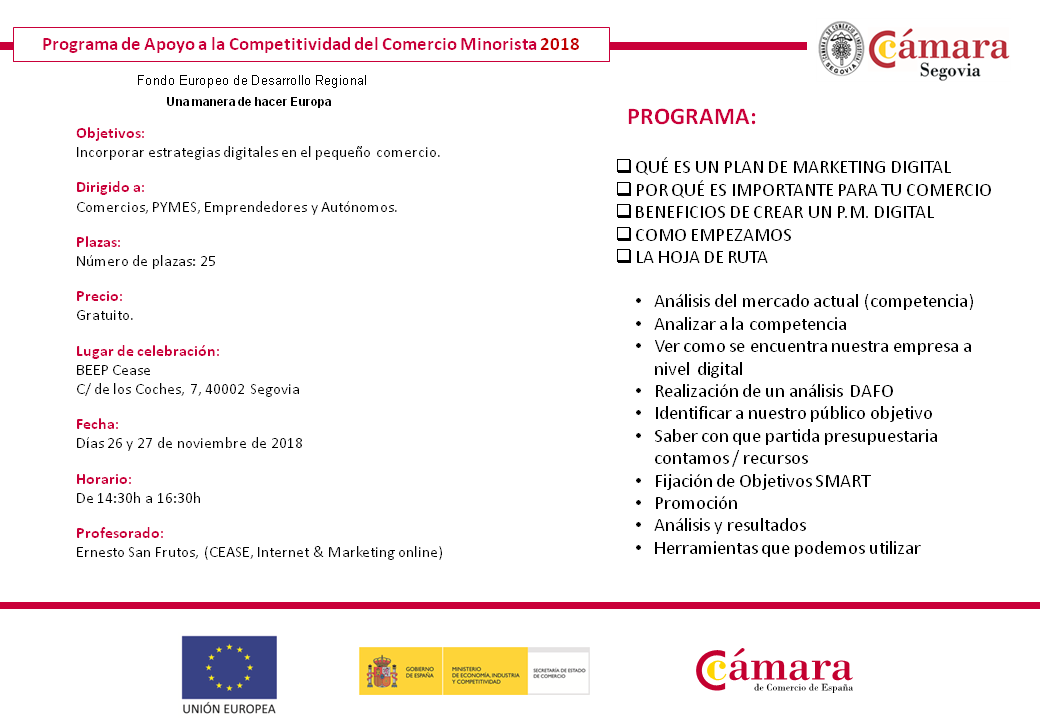 Programa de Apoyo a la Competitividad del Comercio Minorista 2018
Cámara
Segovia
Fondo Europeo de Desarrollo Regional
Una manera de hacer Europa
Objetivos:
Incorporar estrategias digitales en el pequeño comercio.
Dirigido a:
Comercios, PYMES, Emprendedores y Autónomos.
Plazas:
Número de plazas: 25
Precio:
Gratuito.
Lugar de celebración:
BEEP Cease
C/ de los Coches, 7, 40002 Segovia
Fecha:
Días 26 y 27 de noviembre de 2018
Horario:
De 14:30h a 16:30h
Profesorado:
Ernesto San Frutos, (CEASE, Internet & Marketing online)
PROGRAMA:
QUÉ ES UN PLAN DE MARKETING DIGITAL
POR QUÉ ES IMPORTANTE PARA TU COMERCIO
BENEFICIOS DE CREAR UN P.M. DIGITAL
COMO EMPEZAMOS
LA HOJA DE RUTA
• Análisis del mercado actual (competencia)
• Analizar a la competencia
• Ver como se encuentra nuestra empresa a
nivel digital
• Realización de un análisis DAFO
• Identificar a nuestro público objetivo
• Saber con que partida presupuestaria
contamos / recursos
• Fijación de Objetivos SMART
• Promoción
• Análisis y resultados
• Herramientas que podemos utilizar
UNIÓN EUROPEA
GOBIERNO
DE ESPAÑA
MINISTERIO
DE ECONOMÍA, INDUSTRIA
Y COMPETITIVIDAD
SECRETARÍA DE ESTADO
DE COMERCIO
Cámara
de Comercio de España